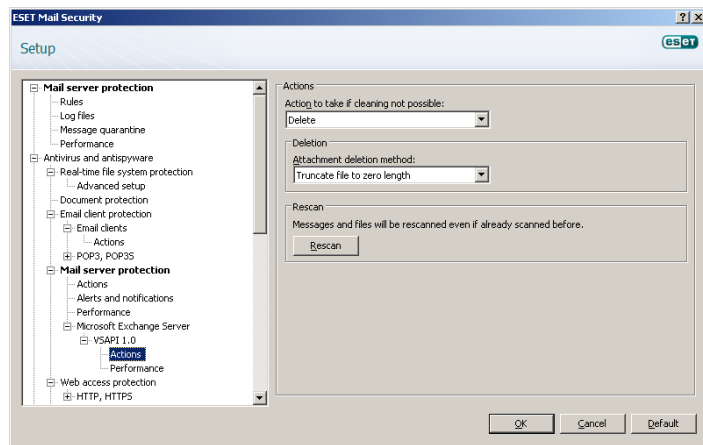 ESET Mail Security
Setup
eseT
Mail server protection
Rules
Log files
Message quarantine
Performance
Antivirus and antispyware
Real-time file system protection
Advanced setup
Document protection
Email client protection
Email clients
Actions
POP3, POP3S
Mail server protection
Actions
Alerts and notifications
Performance
Microsoft Exchange Server
VSAPI 1.0
Actions
Performance
Web access protection
HTTP, HTTPS
Actions
Action to take if cleaning not possible:
Delete
Deletion
Attachment deletion method:
Truncate file to zero length
Rescan
Messages and files will be rescanned even if already scanned before.
Rescan
OK
Cancel
Default